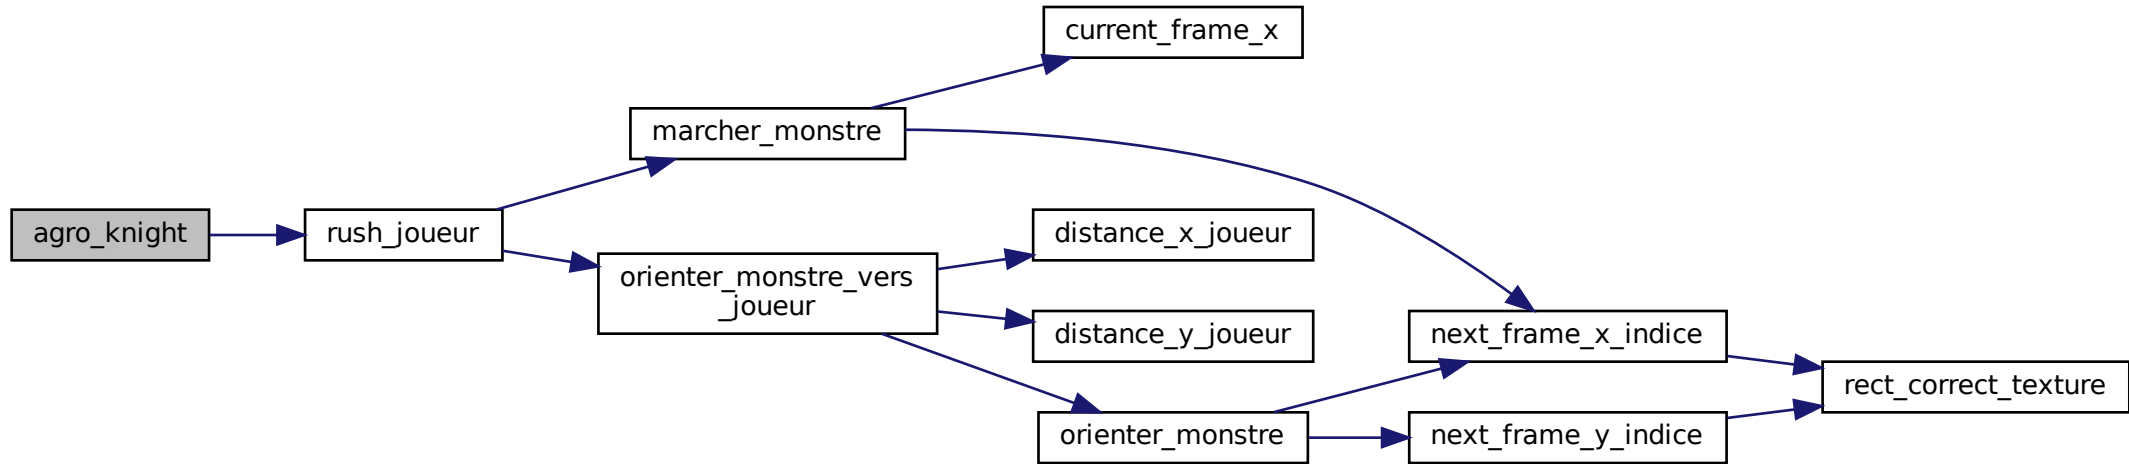 current_frame_x
marcher_monstre
agro_knight
rush_joueur
distance_x_joueur
orienter_monstre_vers
_joueur
distance_y_joueur
next_frame_x_indice
rect_correct_texture
orienter_monstre
next_frame_y_indice